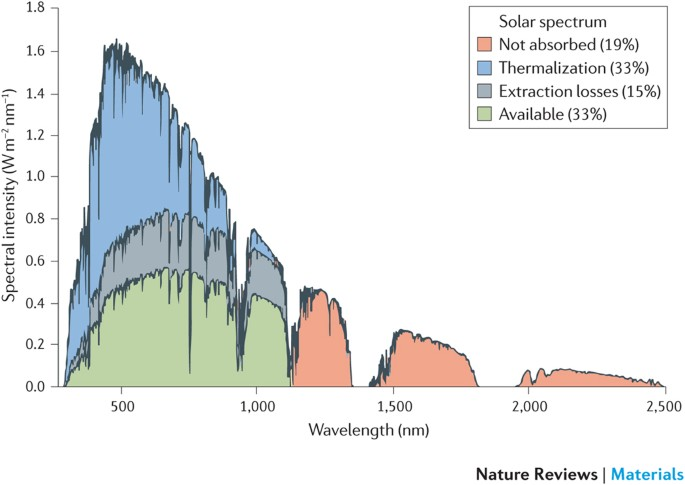 Spectral intensity (W m⁻² nm⁻¹)
1.8
1.6
1.4
1.2
1.0
0.8
0.6
0.4
0.2
0.0
Solar spectrum
Not absorbed (19%)
Thermalization (33%)
Extraction losses (15%)
Available (33%)
500
1,000
1,500
2,000
2,500
Wavelength (nm)
Nature Reviews | Materials